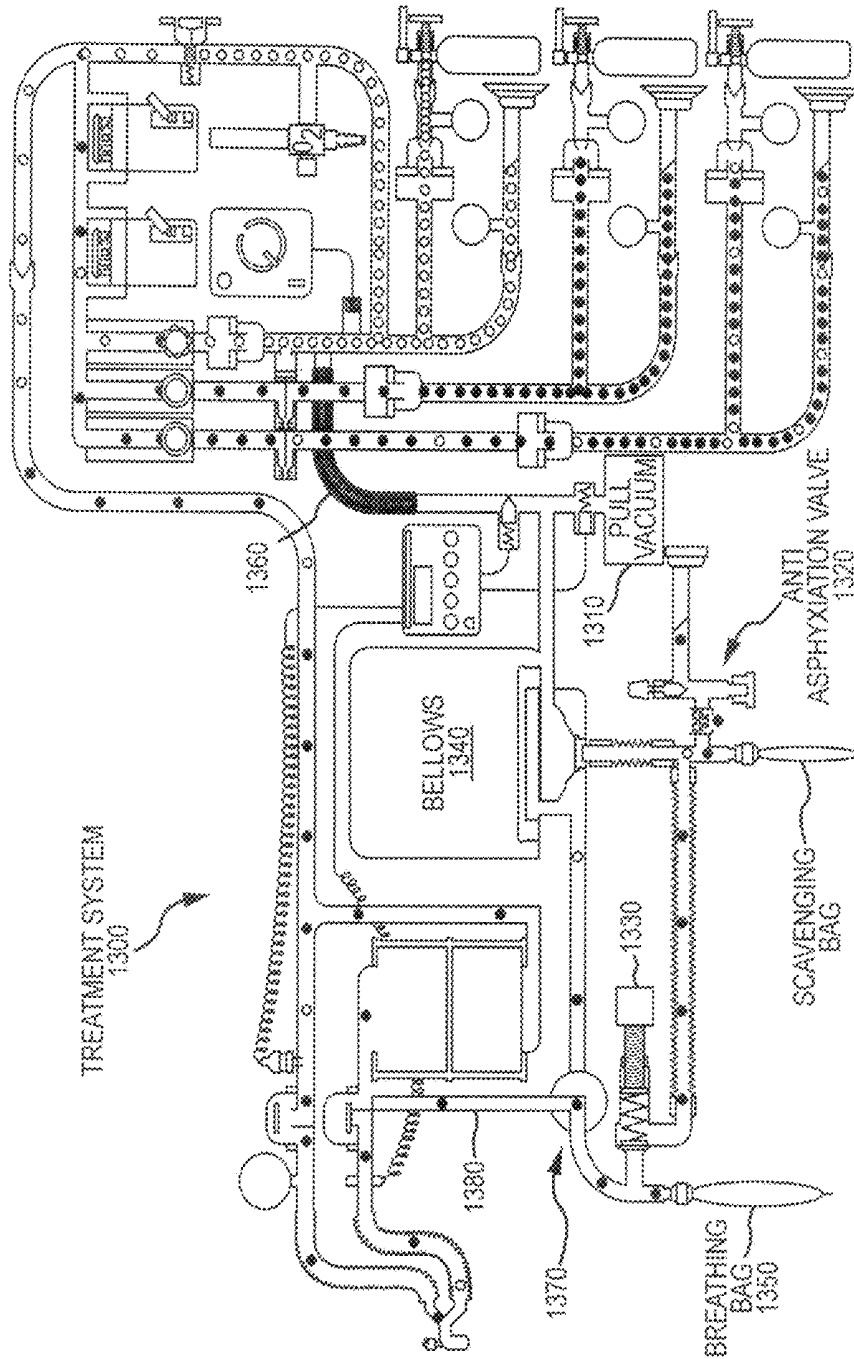 TREATMENT SYSTEM
1300
1360
O2
BELLOWS
1340
PULL
VACUUM
1310
ANTI
ASPHYXIATION VALVE
1320
1330
1380
1370
BREATHING
BAG
1350
SCAVENGING
BAG